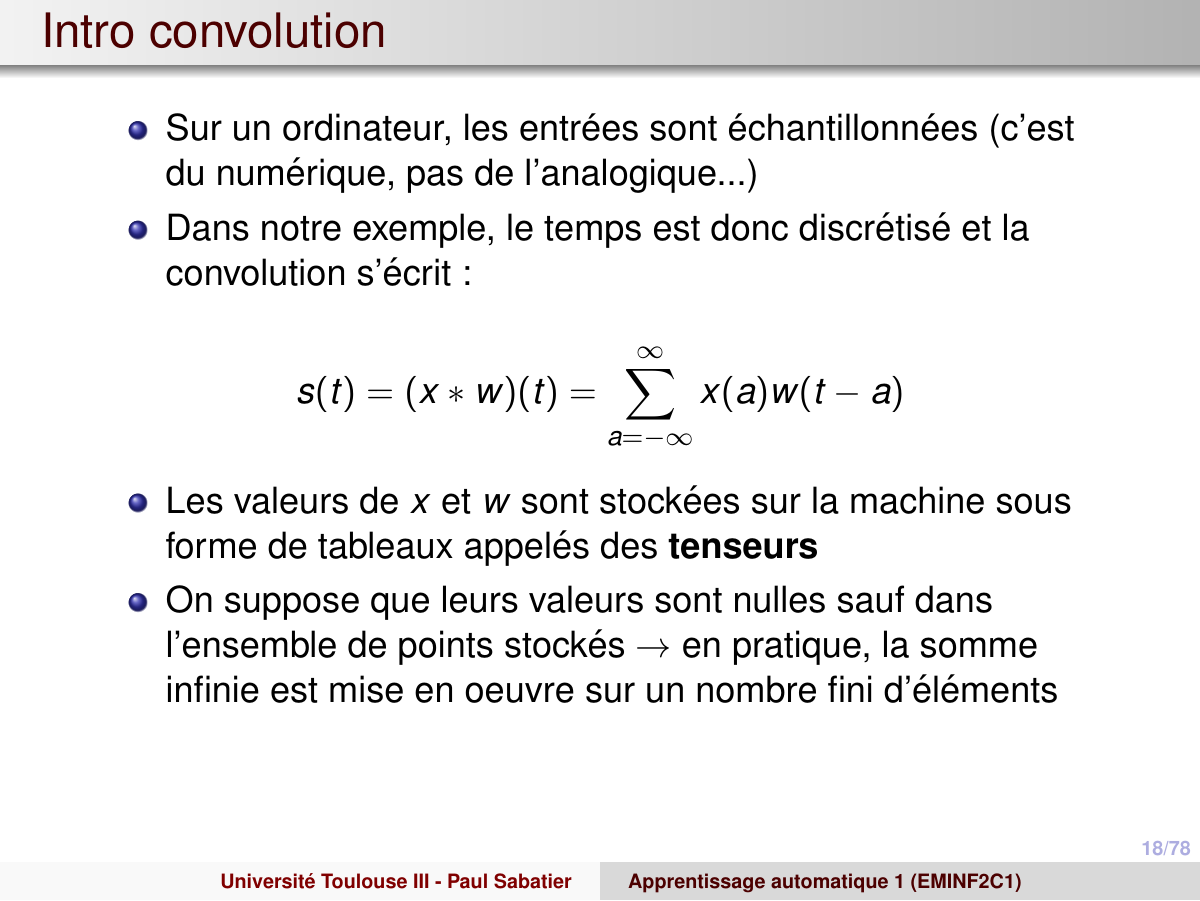 Intro convolution
Sur un ordinateur, les entrées sont échantillonnées (c'est
du numérique, pas de l'analogique...)
Dans notre exemple, le temps est donc discrétisé et la
convolution s'écrit :
s(t) = (x ∗ w)(t) = ∑_{a=−∞}^{∞} x(a)w(t − a)
Les valeurs de x et w sont stockées sur la machine sous
forme de tableaux appelés des tenseurs
On suppose que leurs valeurs sont nulles sauf dans
l'ensemble de points stockés → en pratique, la somme
infinie est mise en oeuvre sur un nombre fini d'éléments
18/78
Université Toulouse III - Paul Sabatier
Apprentissage automatique 1 (EMINF2C1)